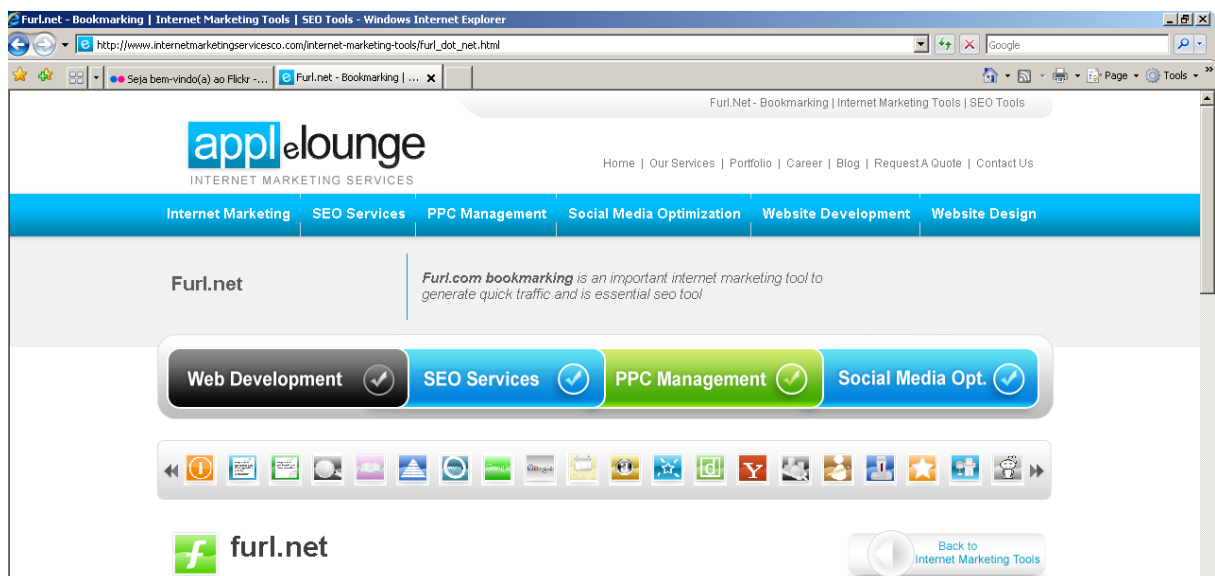 Furl.net - Bookmarking | Internet Marketing Tools | SEO Tools - Windows Internet Explorer
http://www.internetmarketingservicesco.com/internet-marketing-tools/furl_dot_net.html
Google
Seja bem-vindo(a) ao Flickr -...
Furl.net - Bookmarking | ...
Page
Tools
Furl.Net - Bookmarking | Internet Marketing Tools | SEO Tools
applelounge
INTERNET MARKETING SERVICES
Home | Our Services | Portfolio | Career | Blog | Request A Quote | Contact Us
Internet Marketing
SEO Services
PPC Management
Social Media Optimization
Website Development
Website Design
Furl.net
Furl.com bookmarking is an important internet marketing tool to
generate quick traffic and is essential seo tool
Web Development
SEO Services
PPC Management
Social Media Opt.
furl.net
Back to
Internet Marketing Tools